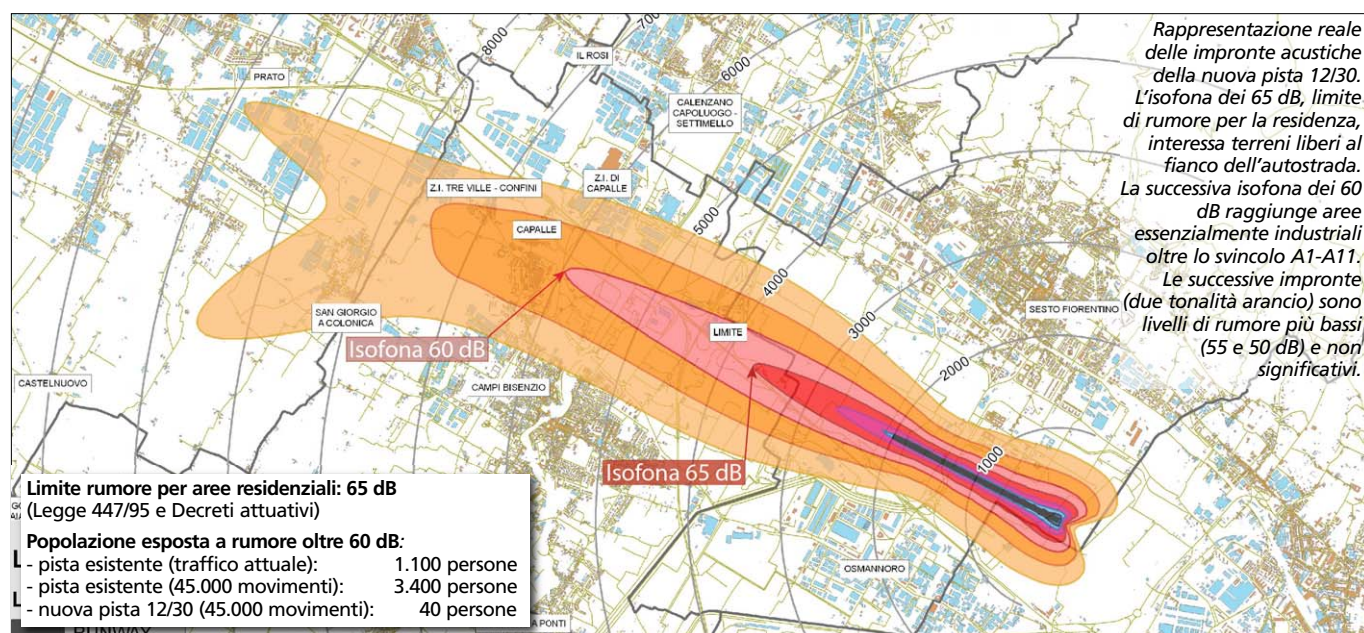 Rappresentazione reale
delle impronte acustiche
della nuova pista 12/30.
L'isofona dei 65 dB, limite
di rumore per la residenza,
interessa terreni liberi al
fianco dell'autostrada.
La successiva isofona dei 60
dB raggiunge aree
essenzialmente industriali
oltre lo svincolo A1-A11.
Le successive impronte
(due tonalità arancio) sono
livelli di rumore più bassi
(55 e 50 dB) e non
significativi.
8000
7000
6000
5000
4000
3000
2000
1000
IL ROSI
PRATO
CALENZANO
CAPOLUOGO -
SETTIMELLO
Z.I. TRE VILLE - CONFINI
Z.I. DI
CAPALLE
CAPALLE
SAN GIORGIO
A COLONICA
LIMITE
SESTO FIORENTINO
Isofona 60 dB
CASTELNUOVO
CAMPI BISENZIO
Isofona 65 dB
OSMANNORO
Limite rumore per aree residenziali: 65 dB
(Legge 447/95 e Decreti attuativi)
Popolazione esposta a rumore oltre 60 dB:
- pista esistente (traffico attuale): 1.100 persone
- pista esistente (45.000 movimenti): 3.400 persone
- nuova pista 12/30 (45.000 movimenti): 40 persone
A PONTI
RUNWAY